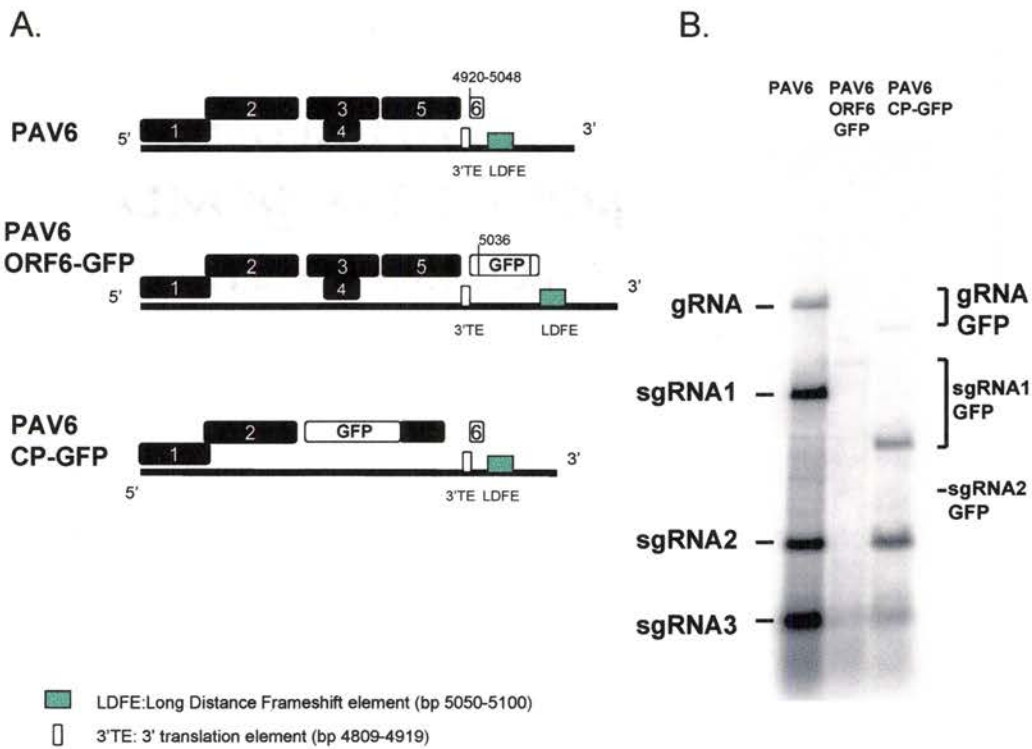 A.
4920-5048
2
3
5
6
PAV6
5'
1
4
3'
3'TE
LDFE
PAV6
ORF6-GFP
5036
2
3
5
GFP
5'
1
4
3'
3'TE
LDFE
PAV6
CP-GFP
2
GFP
6
1
3'
5'
3'TE
LDFE
LDFE:Long Distance Frameshift element (bp 5050-5100)
3'TE: 3' translation element (bp 4809-4919)
B.
PAV6
PAV6
ORF6
GFP
PAV6
CP-GFP
gRNA
gRNA
GFP
sgRNA1
sgRNA1
GFP
sgRNA2
GFP
sgRNA2
sgRNA3